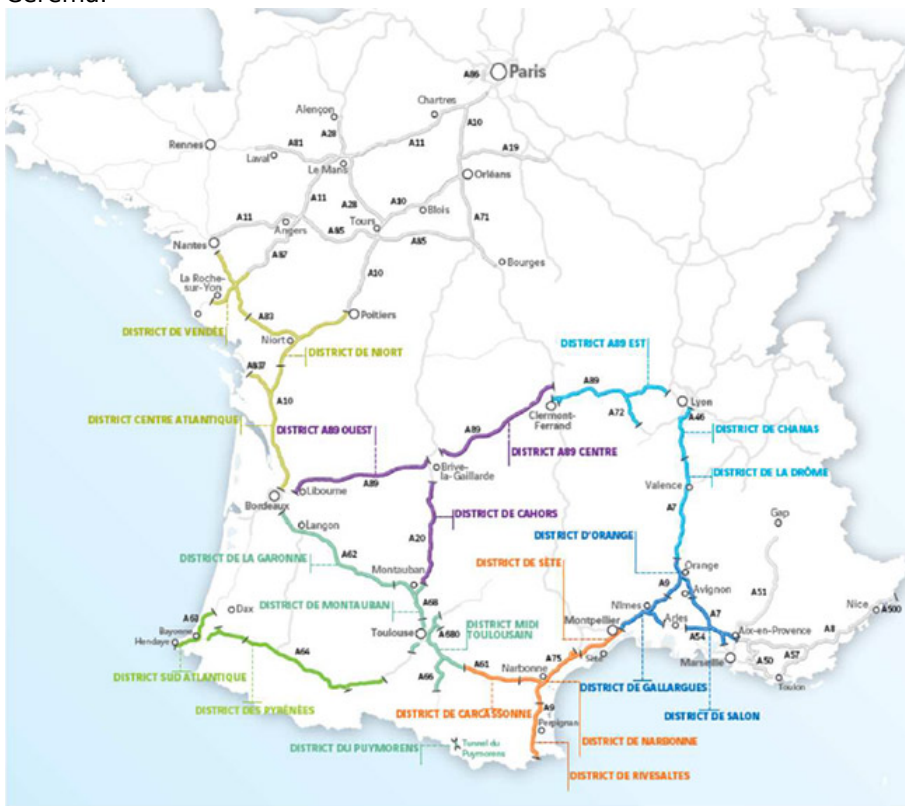 Cerema.
A86
Paris
Alençon
Chartres
A10
Rennes
A28
A81
A11
A19
Laval
Le Mans
Orléans
A11
A28
A10
Blois
A71
A11
Angers
A85
Tours
A85
Nantes
A87
Bourges
La Roche-
sur-Yon
A10
A83
Poitiers
DISTRICT DE VENDÉE
Niort
DISTRICT DE NIORT
DISTRICT A89 EST
A837
A89
Lyon
A10
Clermont-
Ferrand
A72
A46
DISTRICT CENTRE ATLANTIQUE
DISTRICT A89 OUEST
A89
DISTRICT DE CHANAS
DISTRICT A89 CENTRE
Brive-
la-Gaillarde
DISTRICT DE LA DRÔME
Libourne
A89
Valence
Bordeaux
DISTRICT DE CAHORS
A7
Lançon
Gap
A20
DISTRICT D'ORANGE
DISTRICT DE LA GARONNE
A62
DISTRICT DE SÈTE
Orange
Montauban
A9
Avignon
A51
A68
Nîmes
Dax
DISTRICT DE MONTAUBAN
A7
Nice
A500
A63
Montpellier
Arles
DISTRICT MIDI
TOULOUSAIN
Bayonne
Toulouse
A680
A54
Aix-en-Provence
A8
Hendaye
A64
A75
Sète
Marseille
A57
A61
Narbonne
A50
Toulon
DISTRICT SUD ATLANTIQUE
A66
DISTRICT DE GALLARGUES
DISTRICT DES PYRÉNÉES
DISTRICT DE CARCASSONNE
A9
DISTRICT DE SALON
Perpignan
DISTRICT DE NARBONNE
DISTRICT DU PUYMORENS
Tunnel du
Puymorens
DISTRICT DE RIVESALTES